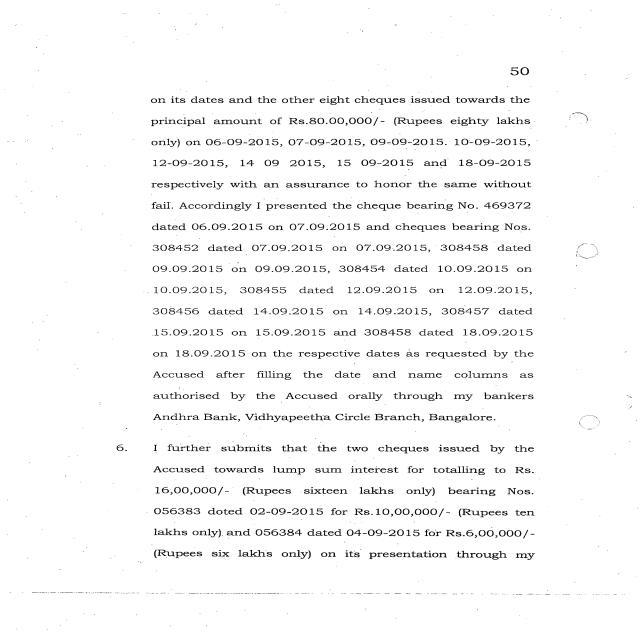 50
on its dates and the other eight cheques issued towards the
principal amount of Rs.80.00,000/- (Rupees eighty lakhs
only) on 06-09-2015, 07-09-2015, 09-09-2015. 10-09-2015,
12-09-2015, 14 09 2015, 15 09-2015 and 18-09-2015
respectively with an assurance to honor the same without
fail. Accordingly I presented the cheque bearing No. 469372
dated 06.09.2015 on 07.09.2015 and cheques bearing Nos.
308452 dated 07.09.2015 on 07.09.2015, 308458 dated
09.09.2015 on 09.09.2015, 308454 dated 10.09.2015 on
10.09.2015, 308455 dated 12.09.2015 on 12.09.2015,
308456 dated 14.09.2015 on 14.09.2015, 308457 dated
15.09.2015 on 15.09.2015 and 308458 dated 18.09.2015
on 18.09.2015 on the respective dates as requested by the
Accused after filling the date and name columns as
authorised by the Accused orally through my bankers
Andhra Bank, Vidhyapeetha Circle Branch, Bangalore.
6. I further submits that the two cheques issued by the
Accused towards lump sum interest for totalling to Rs.
16,00,000/- (Rupees sixteen lakhs only) bearing Nos.
056383 doted 02-09-2015 for Rs.10,00,000/- (Rupees ten
lakhs only) and 056384 dated 04-09-2015 for Rs.6,00,000/-
(Rupees six lakhs only) on its presentation through my